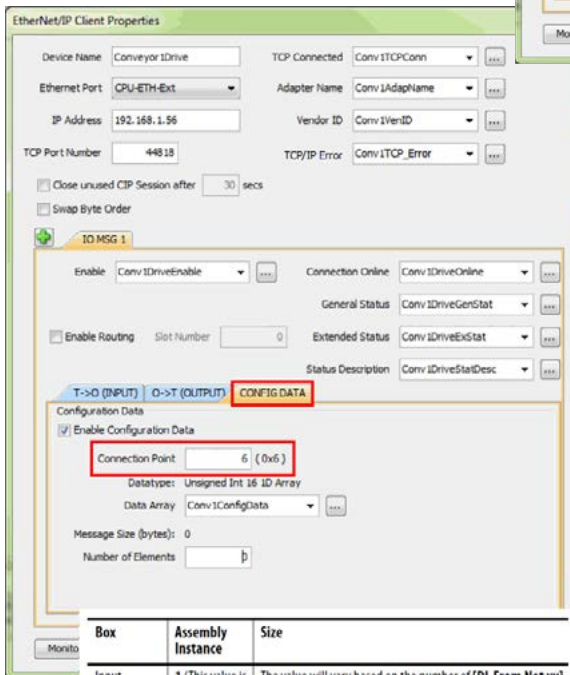 EtherNet/IP Client Properties
Device Name Conveyor1Drive TCP Connected Conv1TCPConn ...
Ethernet Port CPU-ETH-Ext Adapter Name Conv1AdapName ...
IP Address 192.168.1.56 Vendor ID Conv1VenID ...
TCP Port Number 44818 TCP/IP Error Conv1TCP_Error ...
Close unused CIP Session after 30 secs
Swap Byte Order
IO MSG 1
Enable Conv1DriveEnable ... Connection Online Conv1DriveOnline ...
General Status Conv1DriveGenStat ...
Enable Routing Slot Number 0 Extended Status Conv1DriveExStat ...
Status Description Conv1DriveStatDesc ...
T->O (INPUT) O->T (OUTPUT) CONFIG DATA
Configuration Data
Enable Configuration Data
Connection Point 6 (0x6)
Datatype: Unsigned Int 16 1D Array
Data Array Conv1ConfigData ...
Message Size (bytes): 0
Number of Elements 0
Box Assembly Instance Size